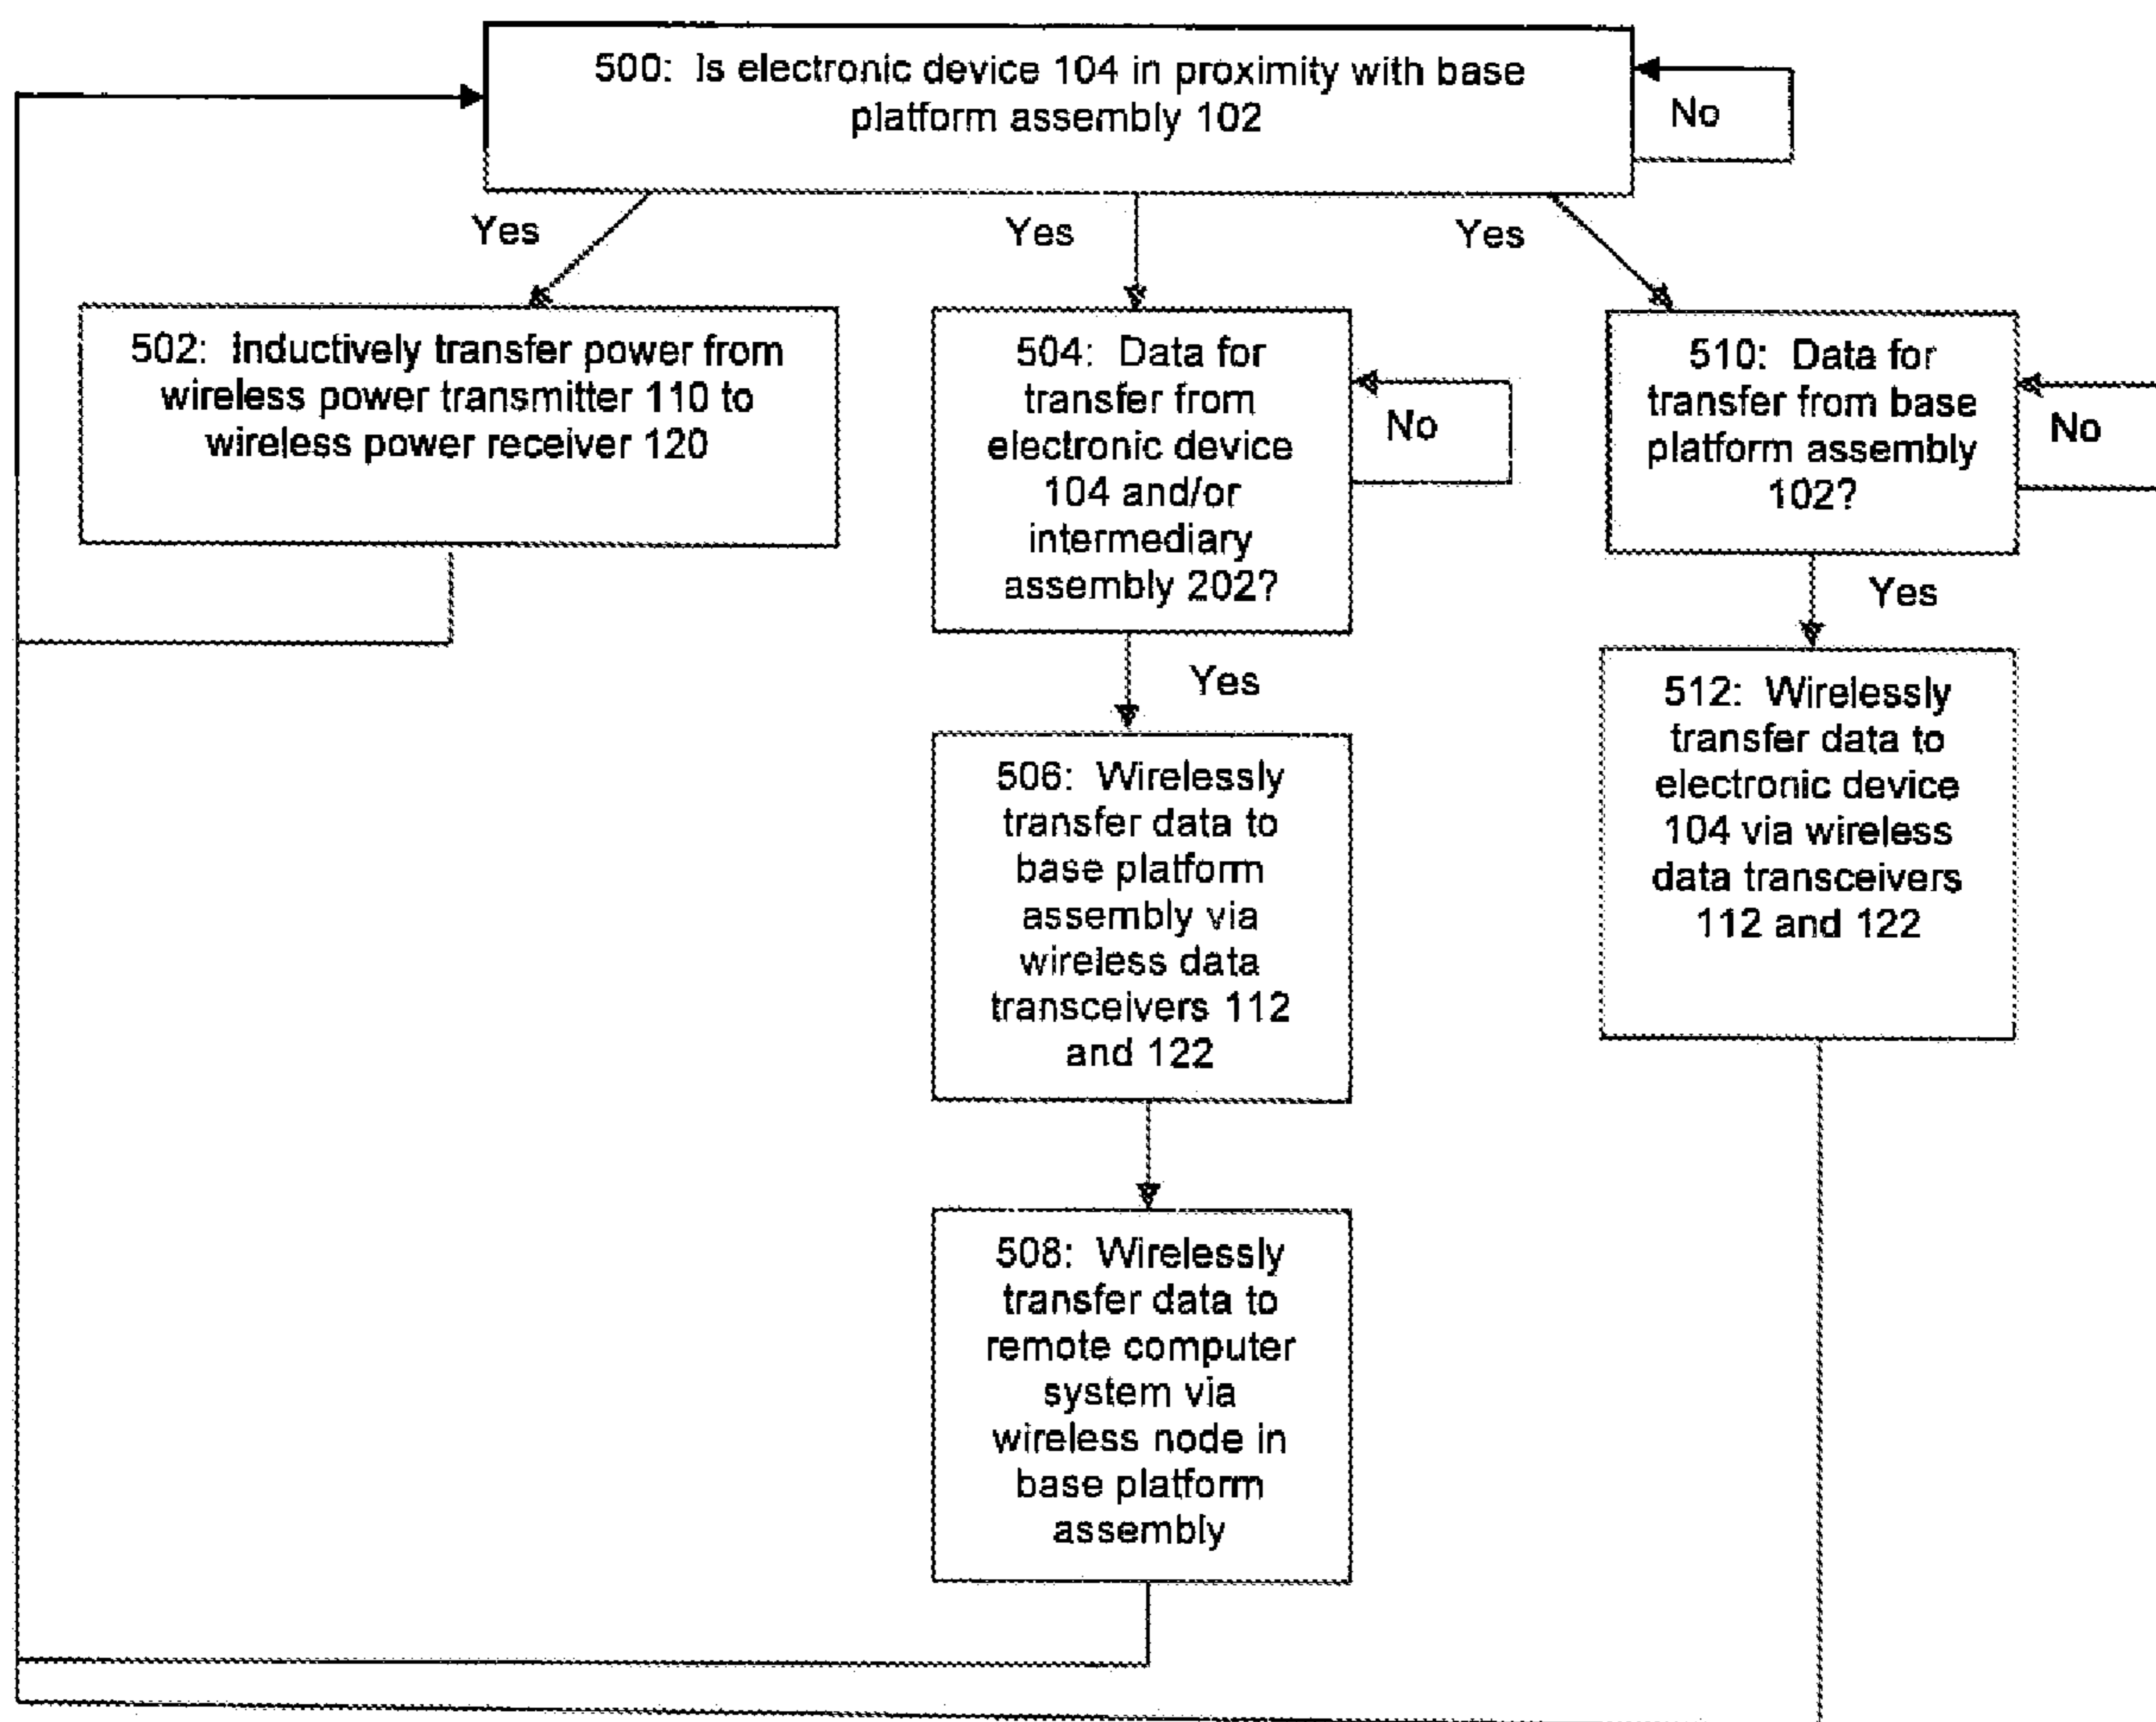 500: Is electronic device 104 in proximity with base
platform assembly 102
No
Yes
Yes
Yes
502: Inductively transfer power from
wireless power transmitter 110 to
wireless power receiver 120
504: Data for
transfer from
electronic device
104 and/or
intermediary
assembly 202?
No
510: Data for
transfer from base
platform assembly
102?
No
Yes
Yes
506: Wirelessly
transfer data to
base platform
assembly via
wireless data
transceivers 112
and 122
512: Wirelessly
transfer data to
electronic device
104 via wireless
data transceivers
112 and 122
508: Wirelessly
transfer data to
remote computer
system via
wireless node in
base platform
assembly